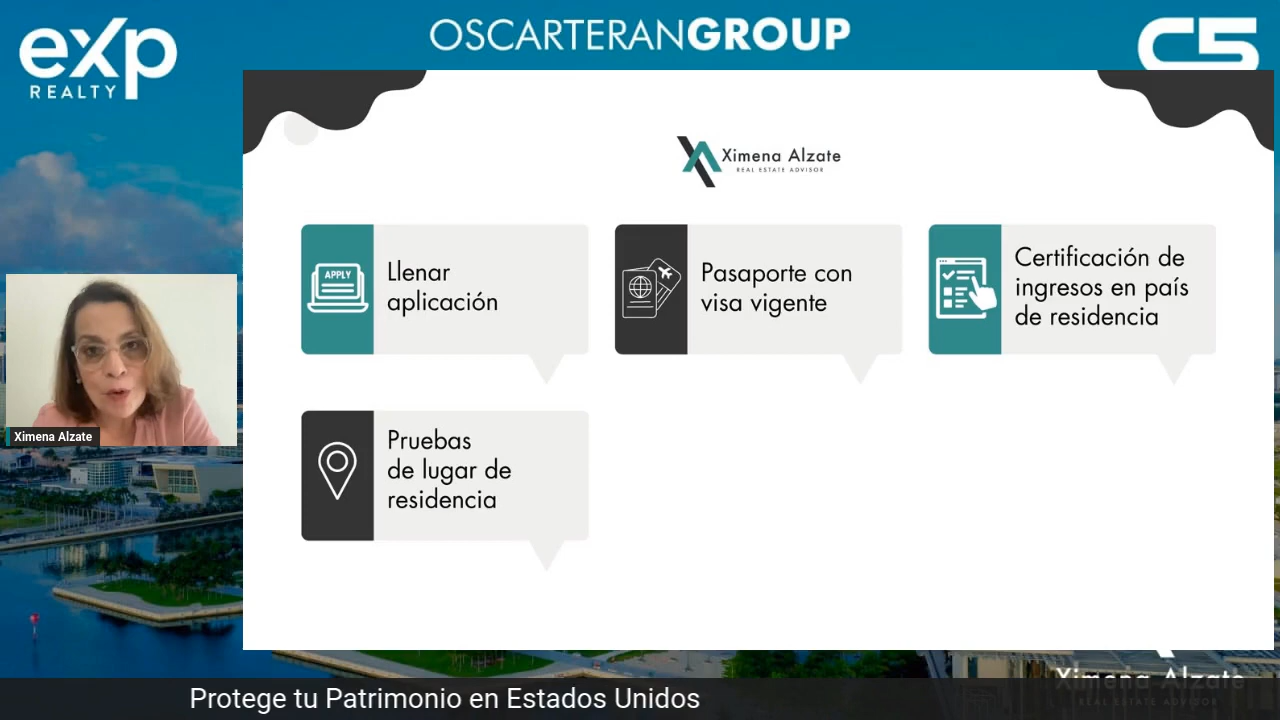 eXp
REALTY
OSCARTERANGROUP
C5
Ximena Alzate
REAL ESTATE ADVISOR
APPLY
Llenar
aplicación
Pasaporte con
visa vigente
Certificación de
ingresos en país
de residencia
Ximena Alzate
Pruebas
de lugar de
residencia
Ximena Alzate
REAL ESTATE ADVISOR
Protege tu Patrimonio en Estados Unidos